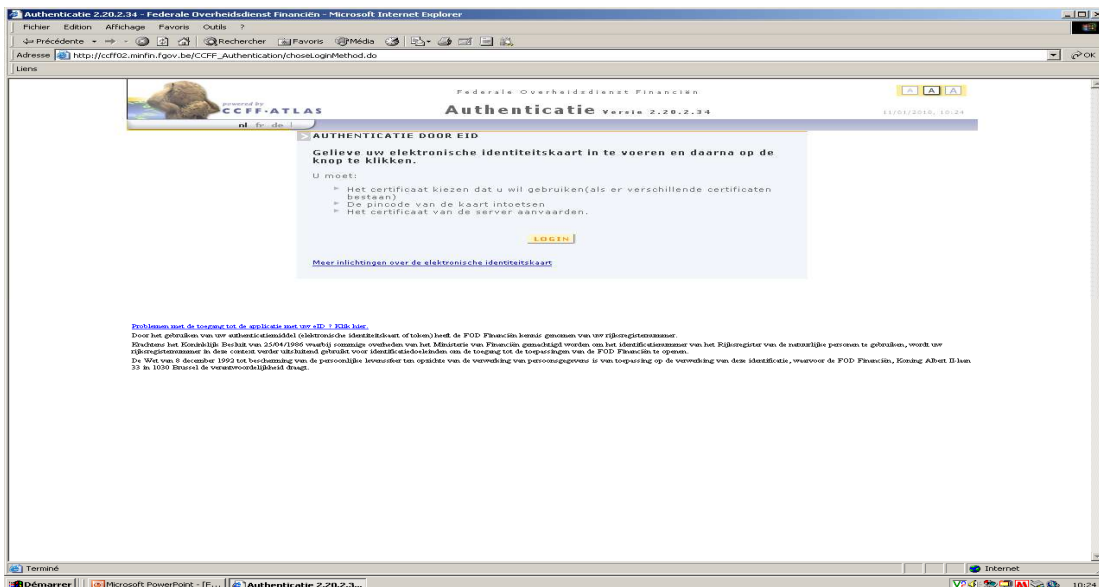 Authenticatie 2.20.2.34 - Federale Overheidsdienst Financiën - Microsoft Internet Explorer
Fichier Edition Affichage Favoris Outils ?
Précédente Rechercher Favoris Média
Adresse http://ccff02.minfin.fgov.be/CCFF_Authentication/choseLoginMethod.do OK
Liens
Federale Overheidsdienst Financiën A A A
powered by
CCFF-ATLAS Authenticatie Versie 2.20.2.34 11/01/2010, 10:24
nl fr de
AUTHENTICATIE DOOR EID
Gelieve uw elektronische identiteitskaart in te voeren en daarna op de
knop te klikken.
U moet:
Het certificaat kiezen dat u wil gebruiken(als er verschillende certificaten
bestaan)
De pincode van de kaart intoetsen
Het certificaat van de server aanvaarden.
LOGIN
Meer inlichtingen over de elektronische identiteitskaart
Problemen met de toegang tot de applicatie met uw eID ? Klik hier.
Door het gebruiken van uw authenticatiemiddel (elektronische identiteitskaart of token) heeft de FOD Financiën kennis genomen van uw rijksregisternummer.
Krachtens het Koninklijk Besluit van 25/04/1986 waarbij sommige overheden van het Ministerie van Financiën gemachtigd worden om het identificatienummer van het Rijksregister van de natuurlijke personen te gebruiken, wordt uw
rijksregisternummer in deze context verder uitsluitend gebruikt voor identificatiedoeleinden om de toegang tot de toepassingen van de FOD Financiën te openen.
De Wet van 8 december 1992 tot bescherming van de persoonlijke levenssfeer ten opzichte van de verwerking van persoonsgegevens is van toepassing op de verwerking van deze identificatie, waarvoor de FOD Financiën, Koning Albert II-laan
33 in 1030 Brussel de verantwoordelijkheid draagt.
Terminé Internet
Démarrer Microsoft PowerPoint - [F... Authenticatie 2.20.2.3... 10:24